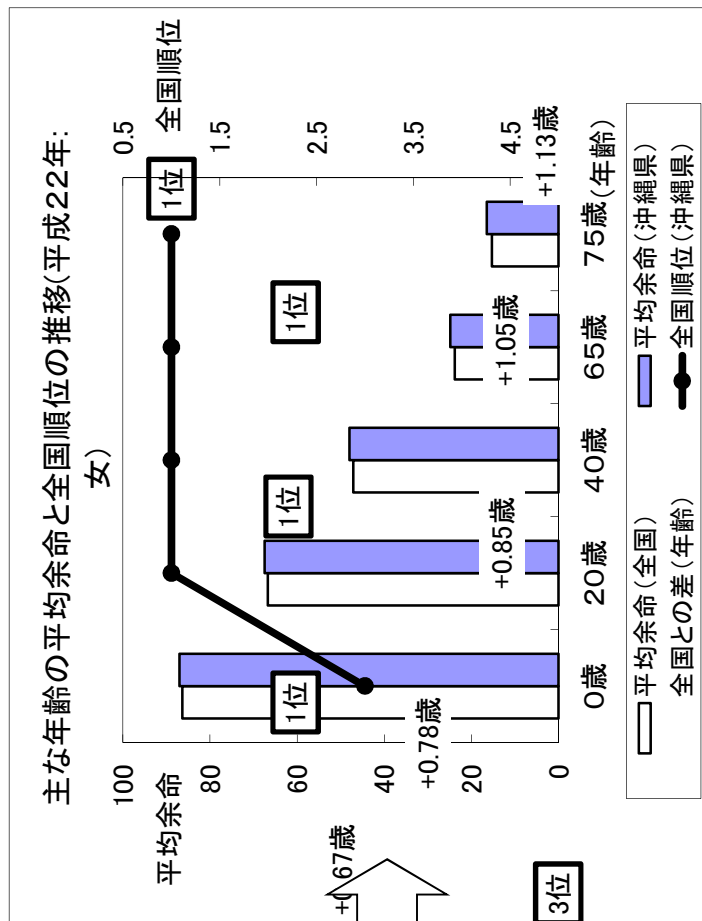 主な年齢の平均余命と全国順位の推移(平成22年:
女)
平均余命
全国順位
100
80
60
40
20
0
0.5
1.5
2.5
3.5
4.5
1位
1位
1位
1位
3位
+0.67歳
+0.78歳
+0.85歳
+1.05歳
+1.13歳
0歳
20歳
40歳
65歳
75歳
(年齢)
平均余命(全国)
平均余命(沖縄県)
全国との差(年齢)
全国順位(沖縄県)